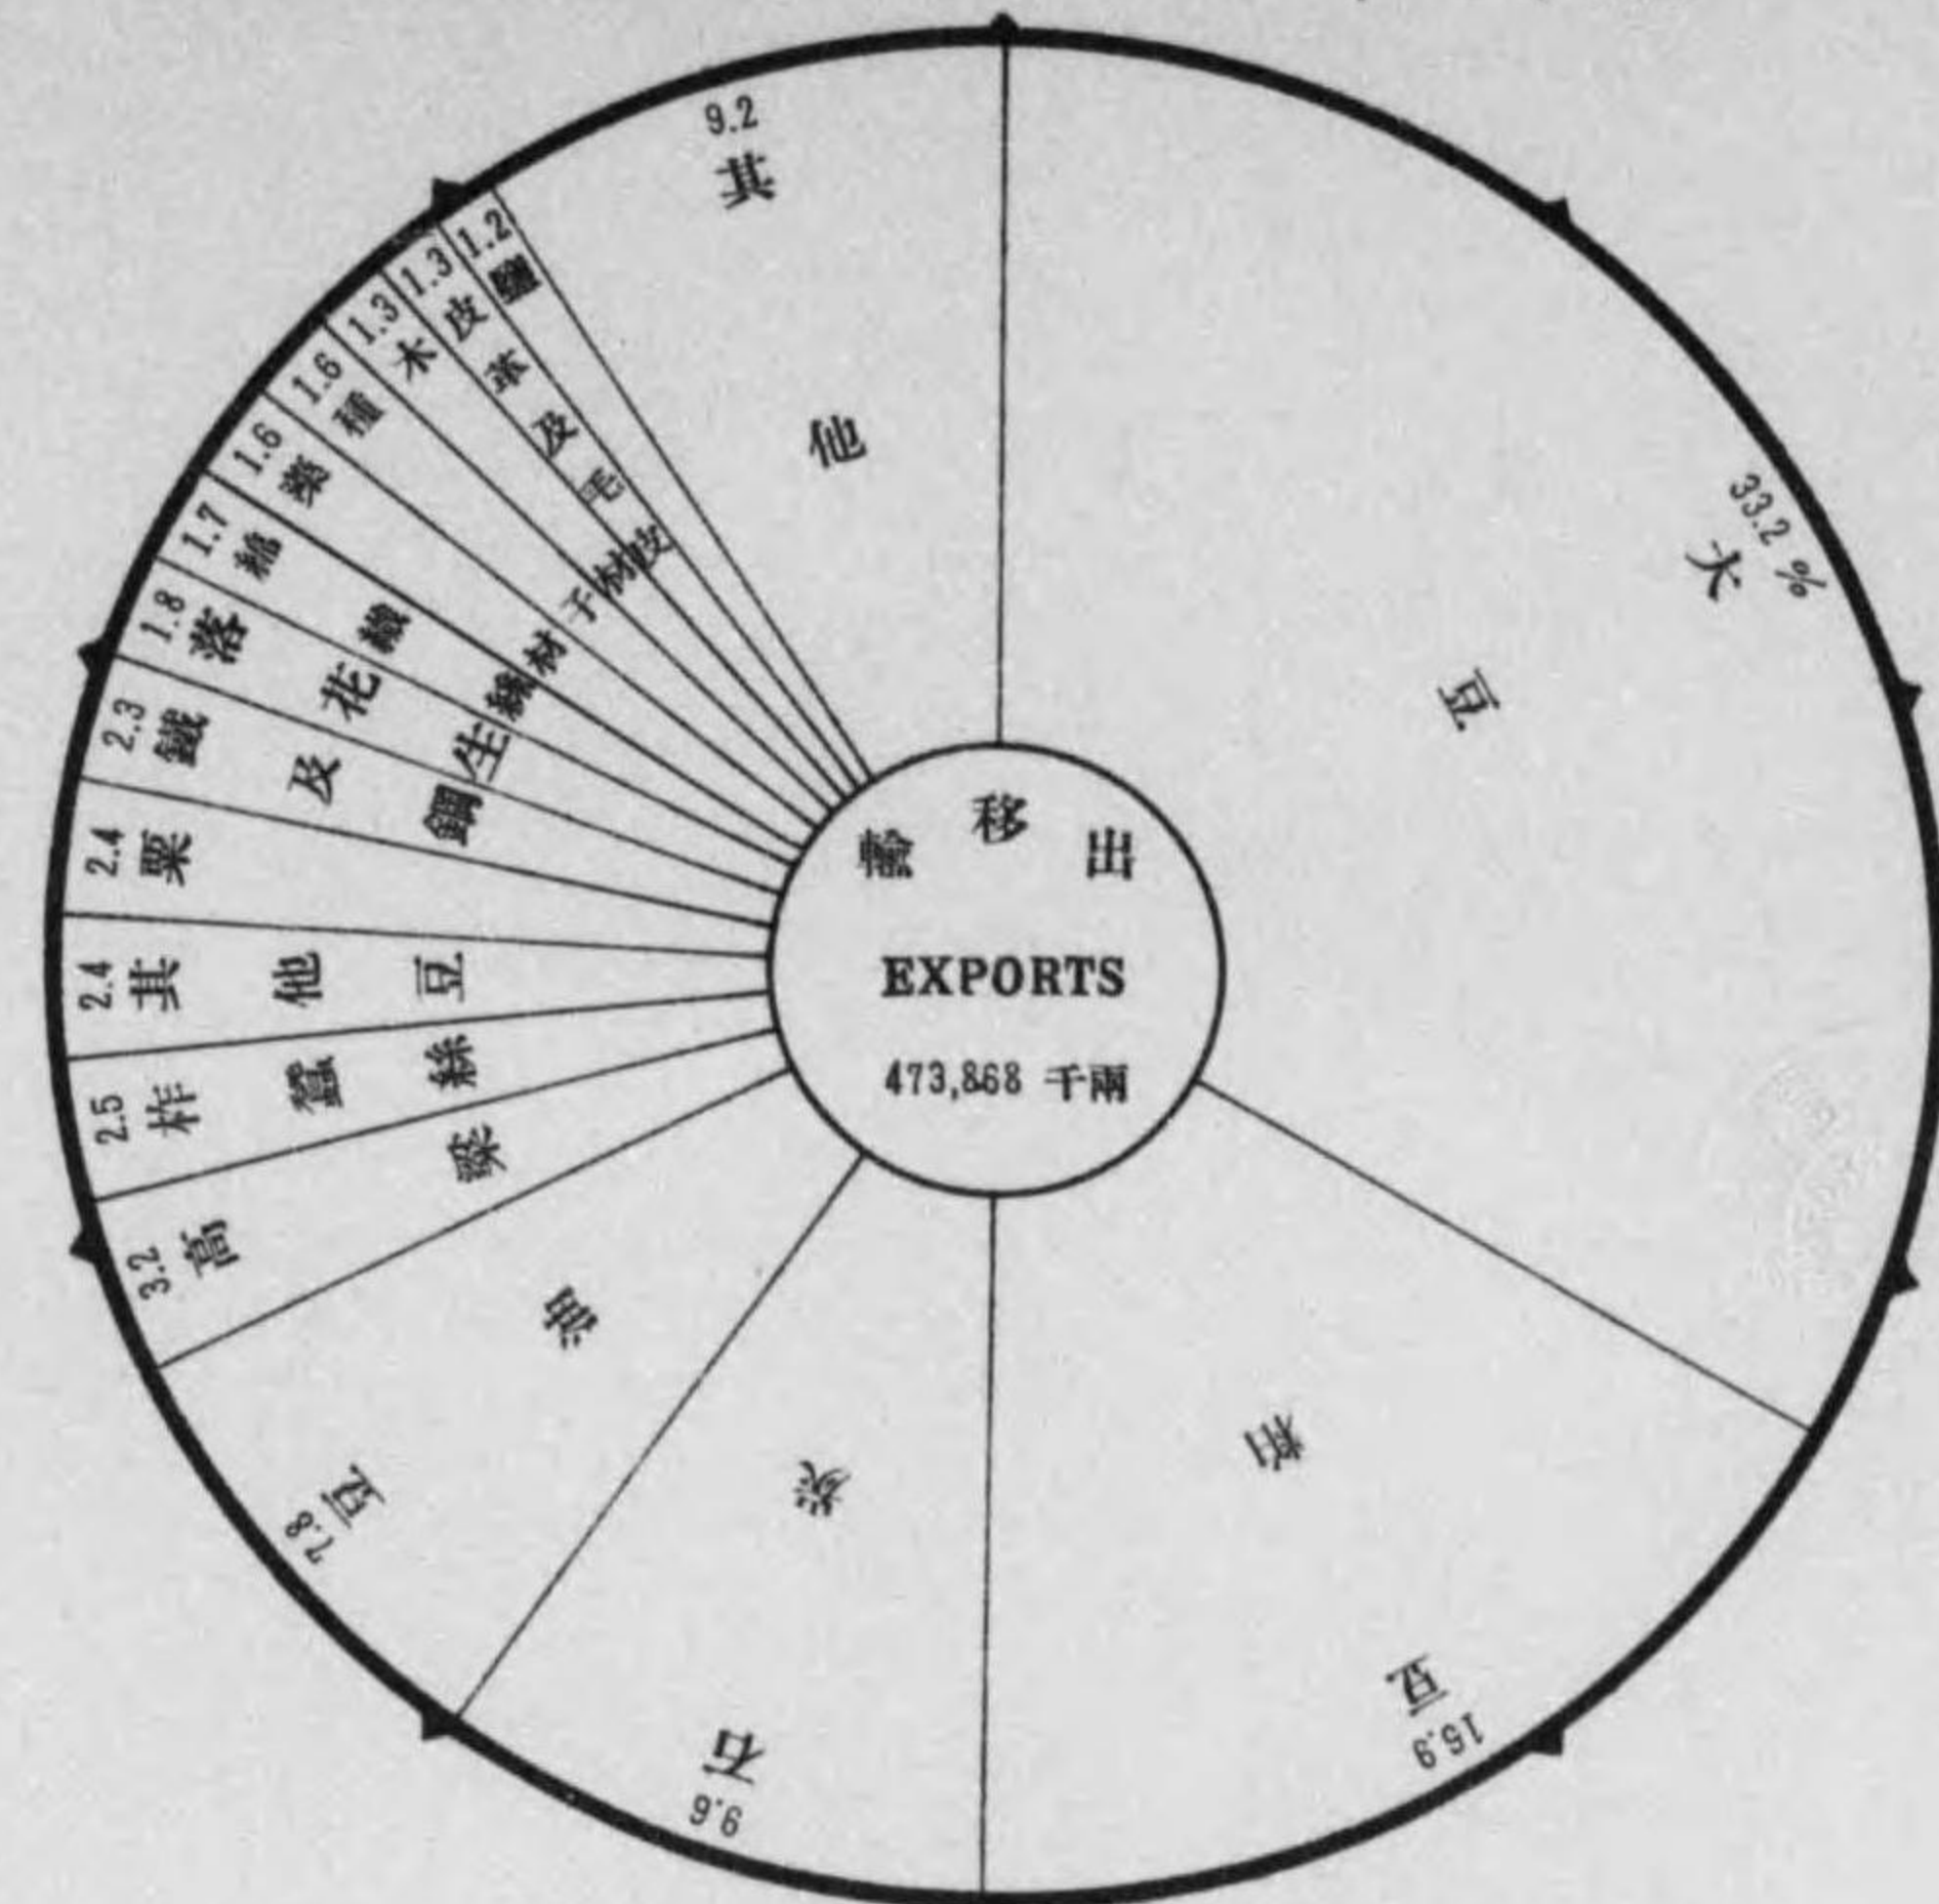 輸移出
EXPORTS
473,868 千兩
33.2 %
大豆
16.9
豆粕
9.6
石炭
7.8
豆油
3.2
高粱
2.5
柞蠶絲
2.4
其他豆
2.4
粟
2.3
鐵及鋼
1.8
落花生
1.7
1.6
藥材
1.6
種子
1.3
木材
1.3
皮革及毛皮
1.2
鹽
9.2
其他